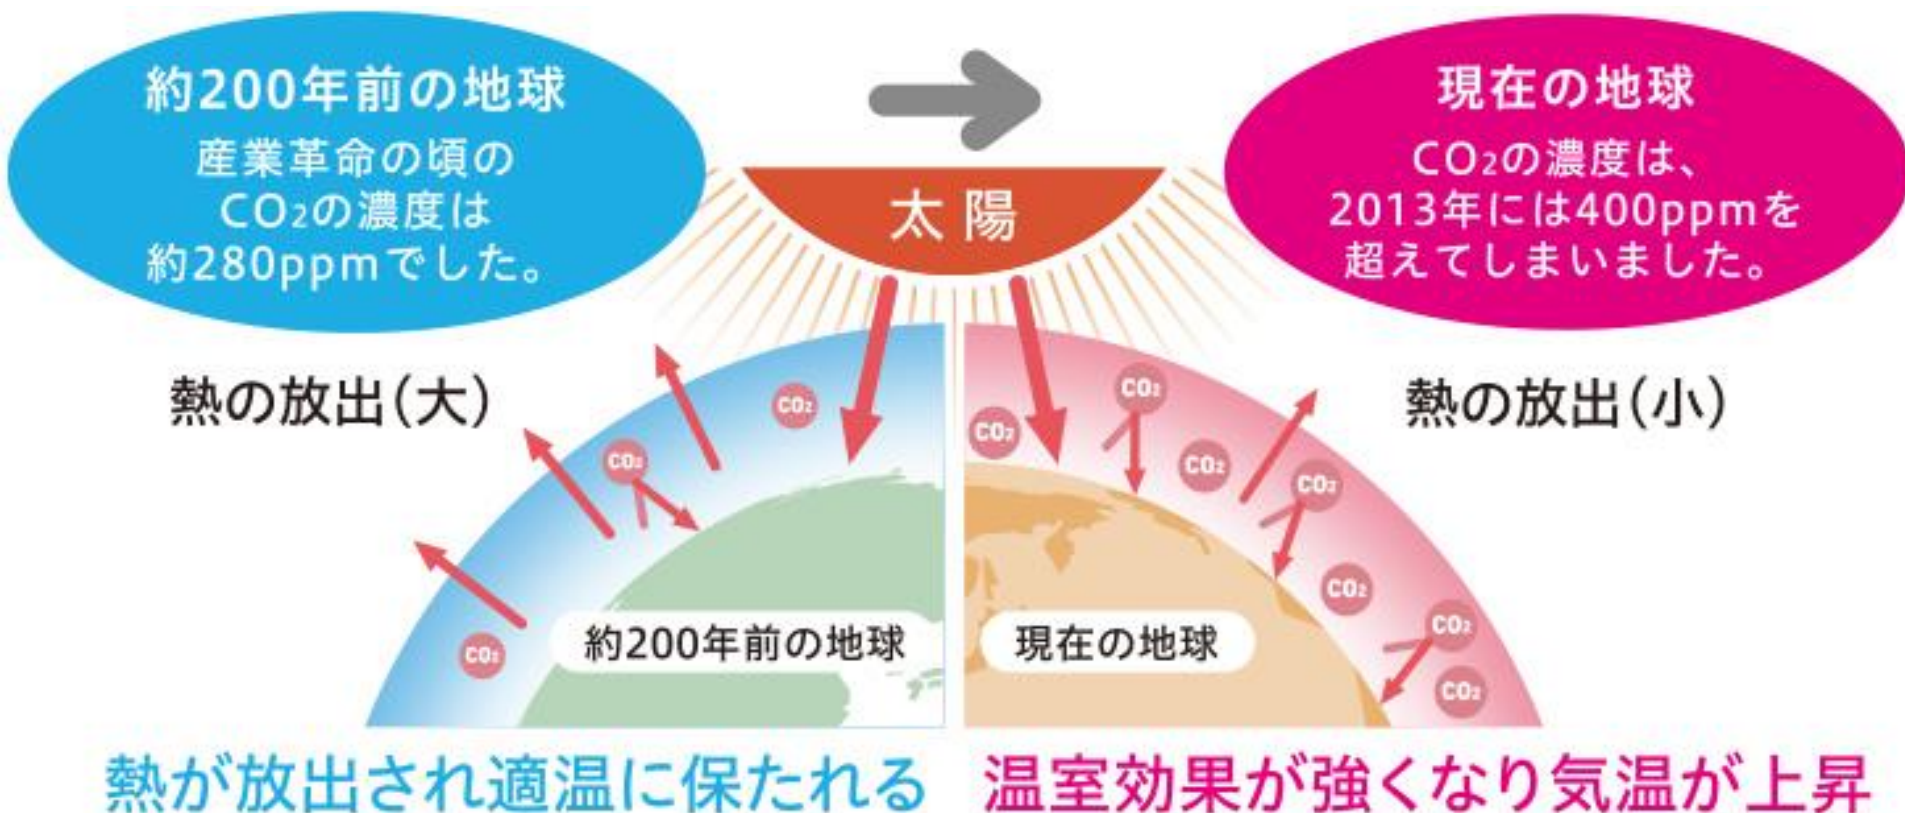 約200年前の地球
産業革命の頃の
CO₂の濃度は
約280ppmでした。
太陽
現在の地球
CO₂の濃度は、
2013年には400ppmを
超えてしまいました。
熱の放出(大)
熱の放出(小)
CO₂
CO₂
CO₂
CO₂
CO₂
CO₂
CO₂
CO₂
CO₂
CO₂
約200年前の地球
現在の地球
熱が放出され適温に保たれる
温室効果が強くなり気温が上昇